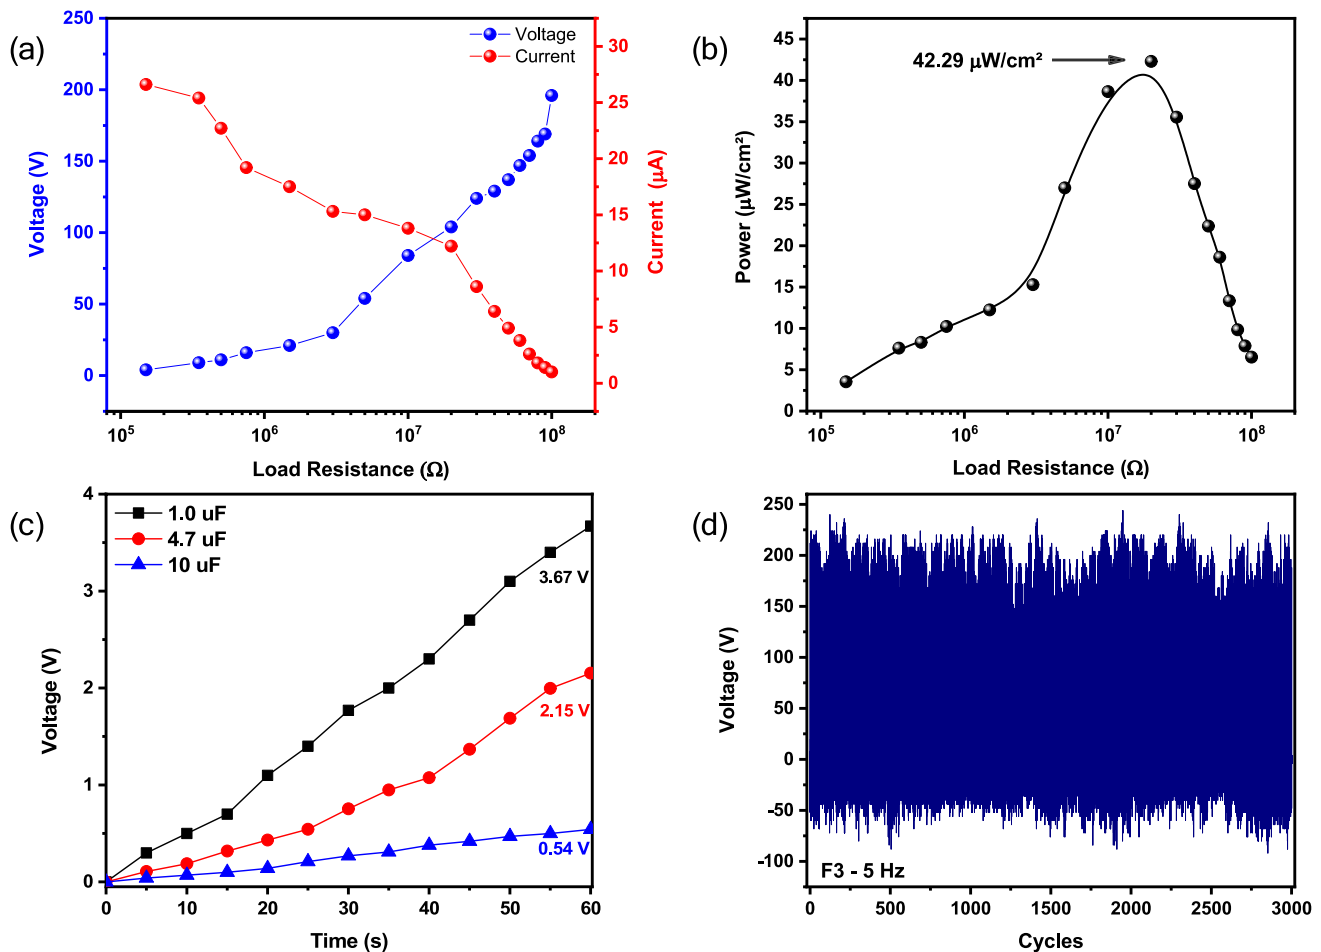 (a)
250
200
150
100
50
0
Voltage (V)
Voltage
Current
30
25
20
15
10
5
0
Current (μA)
10⁵
10⁶
10⁷
10⁸
Load Resistance (Ω)
(b)
45
40
35
30
25
20
15
10
5
0
Power (μW/cm²)
42.29 μW/cm²
10⁵
10⁶
10⁷
10⁸
Load Resistance (Ω)
(c)
4
3
2
1
0
Voltage (V)
1.0 uF
4.7 uF
10 uF
3.67 V
2.15 V
0.54 V
0
10
20
30
40
50
60
Time (s)
(d)
250
200
150
100
50
0
-50
-100
Voltage (V)
F3 - 5 Hz
0
500
1000
1500
2000
2500
3000
Cycles